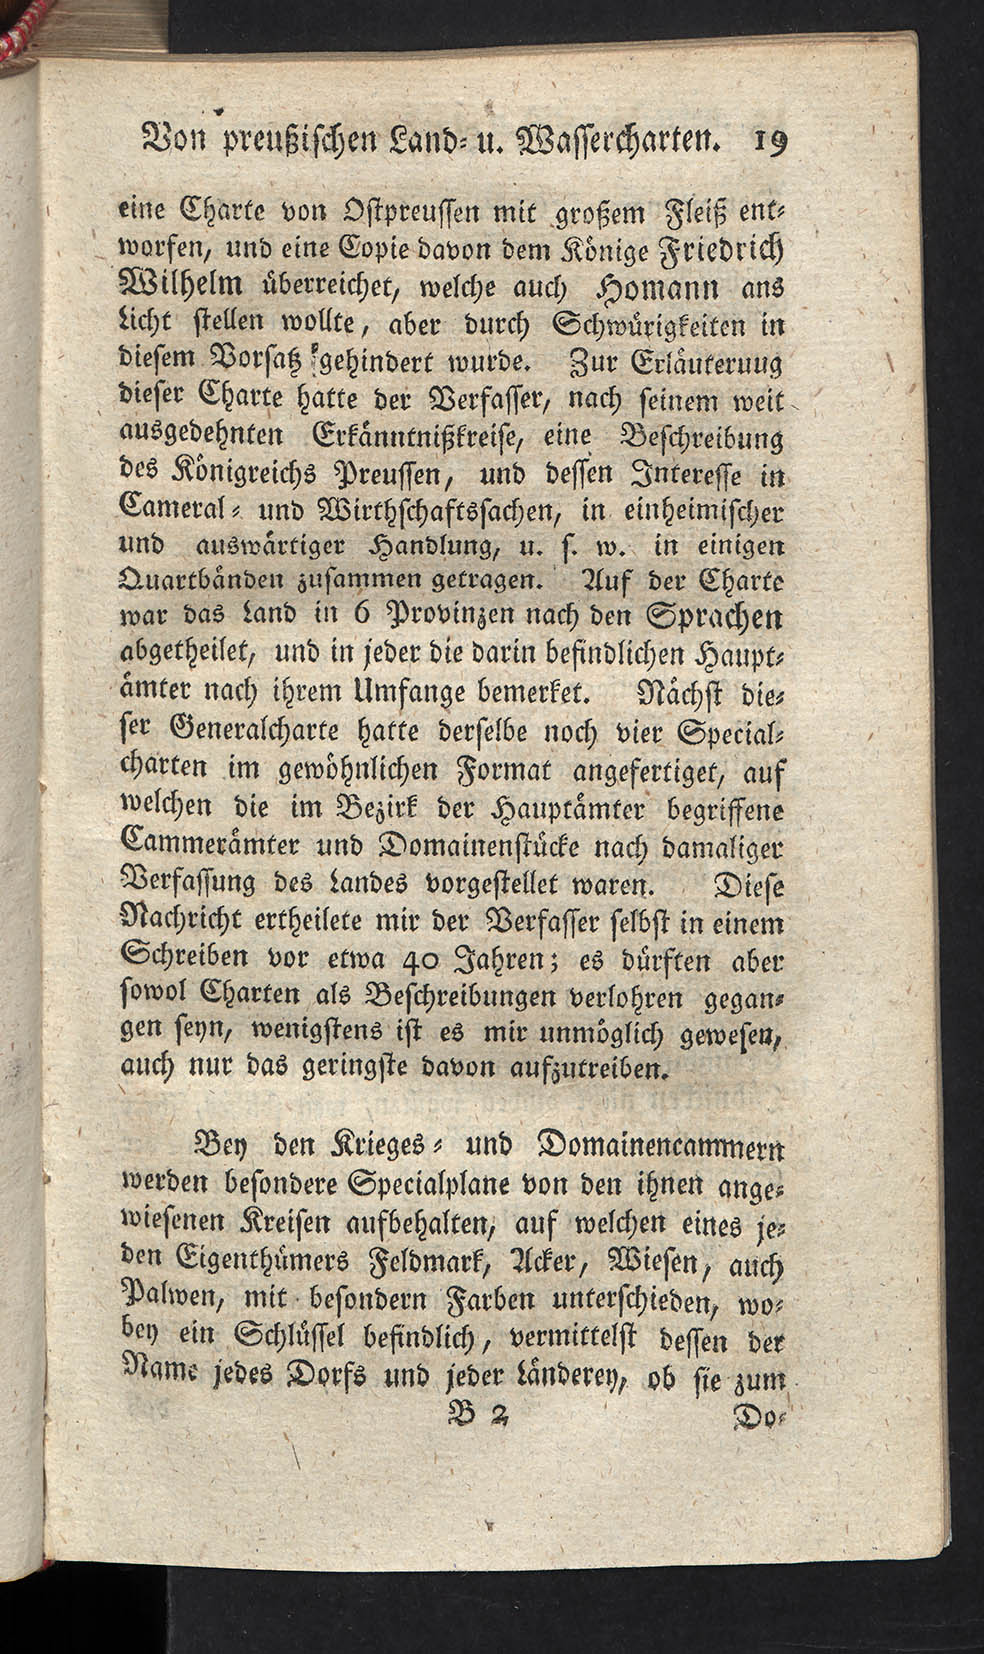 Von preußischen Land- u. Wassercharten. 19
eine Charte von Ostpreussen mit großem Fleiß ent-
worfen, und eine Copie davon dem Könige Friedrich
Wilhelm überreichet, welche auch Homann ans
Licht stellen wollte, aber durch Schwürigkeiten in
diesem Vorsatz gehindert wurde. Zur Erläuterung
dieser Charte hatte der Verfasser, nach seinem weit
ausgedehnten Erkänntnißkreise, eine Beschreibung
des Königreichs Preussen, und dessen Interesse in
Cameral- und Wirthschaftssachen, in einheimischer
und auswärtiger Handlung, u. s. w. in einigen
Quartbänden zusammen getragen. Auf der Charte
war das Land in 6 Provinzen nach den Sprachen
abgetheilet, und in jeder die darin befindlichen Haupt-
ämter nach ihrem Umfange bemerket. Nächst die-
ser Generalcharte hatte derselbe noch vier Special-
charten im gewöhnlichen Format angefertiget, auf
welchen die im Bezirk der Hauptämter begriffene
Cammerämter und Domainenstücke nach damaliger
Verfassung des Landes vorgestellet waren. Diese
Nachricht ertheilete mir der Verfasser selbst in einem
Schreiben vor etwa 40 Jahren; es dürften aber
sowol Charten als Beschreibungen verlohren gegan-
gen seyn, wenigstens ist es mir unmöglich gewesen,
auch nur das geringste davon aufzutreiben.
Bey den Krieges- und Domainencammern
werden besondere Specialplane von den ihnen ange-
wiesenen Kreisen aufbehalten, auf welchen eines je-
den Eigenthümers Feldmark, Acker, Wiesen, auch
Palwen, mit besondern Farben unterschieden, wo-
bey ein Schlüssel befindlich, vermittelst dessen der
Name jedes Dorfs und jeder Länderey, ob sie zum
B 2 Do-